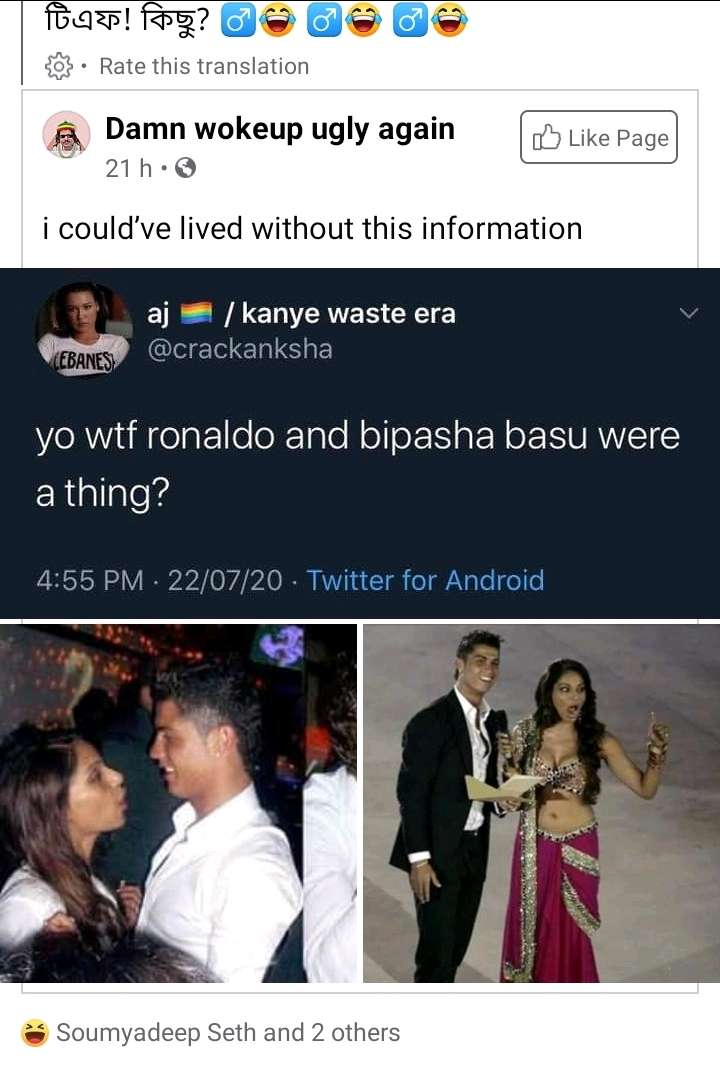 টিএফ! কিছু? ♂️😂 ♂️😂 ♂️😂
· Rate this translation
Damn wokeup ugly again
Like Page
21 h ·
i could've lived without this information
aj 🏳️‍🌈 / kanye waste era
@crackanksha
LEBANES
yo wtf ronaldo and bipasha basu were
a thing?
4:55 PM · 22/07/20 · Twitter for Android
😆 Soumyadeep Seth and 2 others